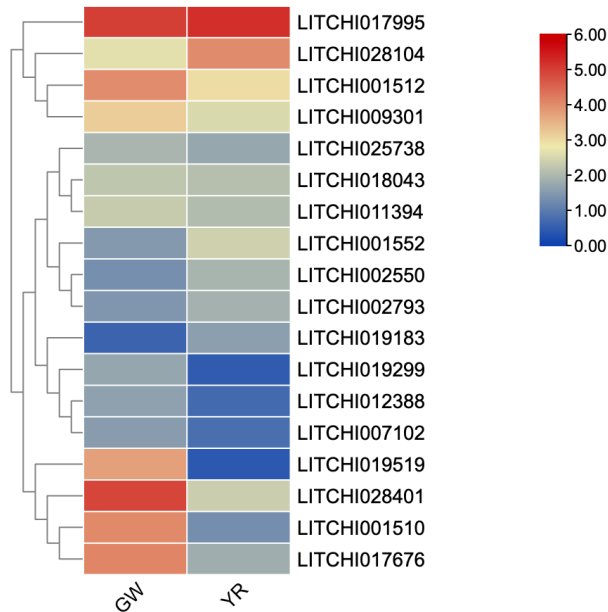 LITCHI017995
LITCHI028104
LITCHI001512
LITCHI009301
LITCHI025738
LITCHI018043
LITCHI011394
LITCHI001552
LITCHI002550
LITCHI002793
LITCHI019183
LITCHI019299
LITCHI012388
LITCHI007102
LITCHI019519
LITCHI028401
LITCHI001510
LITCHI017676
GW
YR
6.00
5.00
4.00
3.00
2.00
1.00
0.00